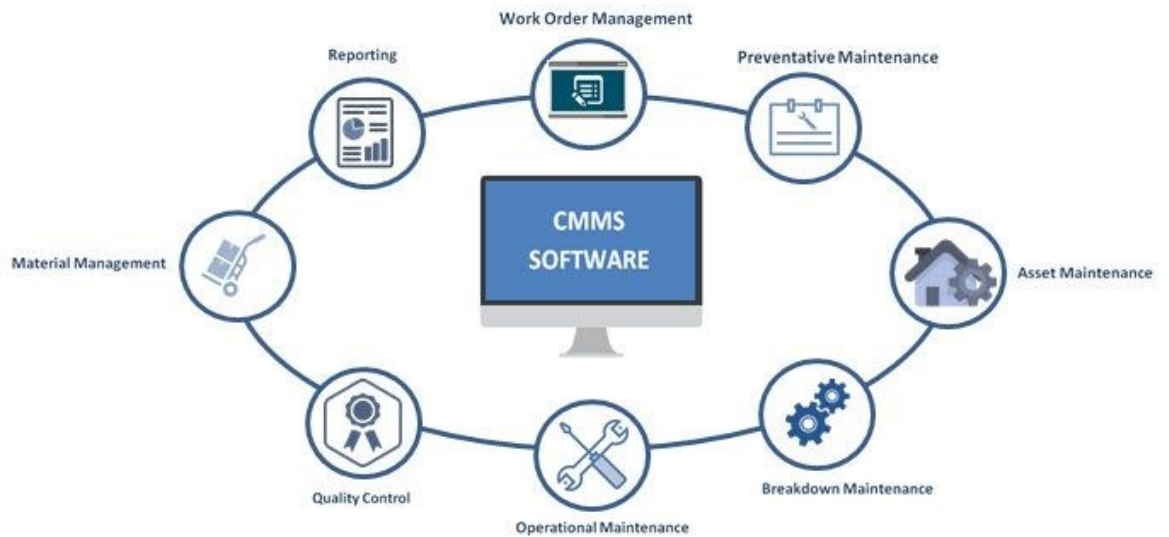 Work Order Management
Reporting
Preventative Maintenance
CMMS
SOFTWARE
Material Management
Asset Maintenance
Quality Control
Breakdown Maintenance
Operational Maintenance